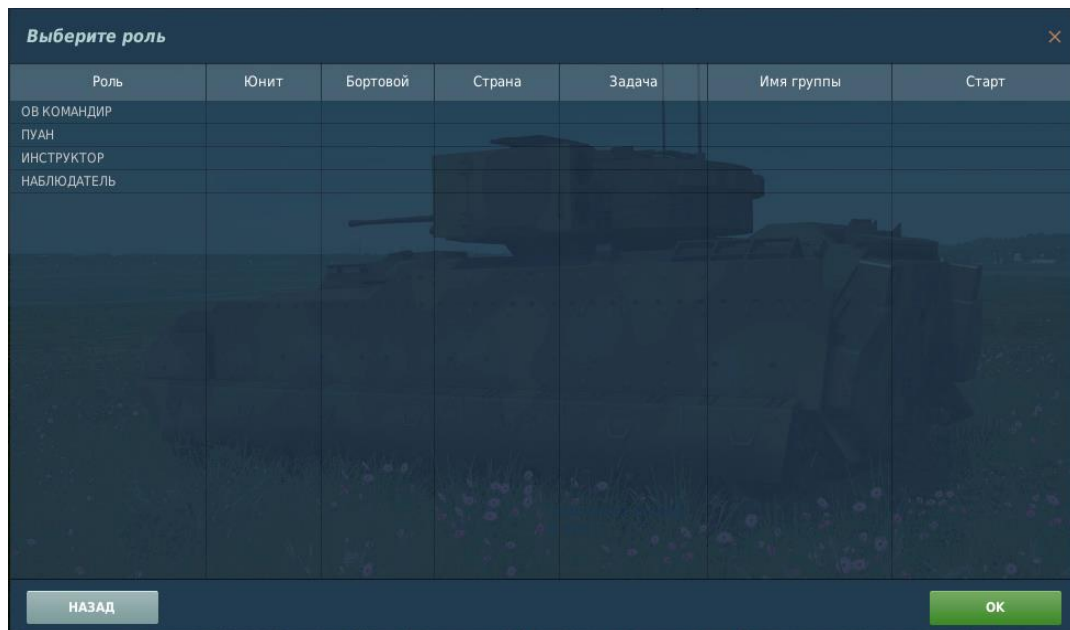 Выберите роль
Роль Юнит Бортовой Страна Задача Имя группы Старт
ОВ КОМАНДИР
ПУАН
ИНСТРУКТОР
НАБЛЮДАТЕЛЬ
НАЗАД OK